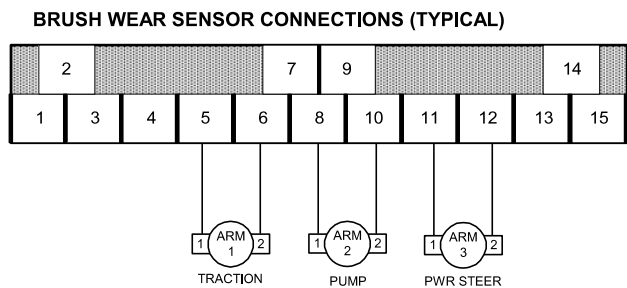 BRUSH WEAR SENSOR CONNECTIONS (TYPICAL)
2 7 9 14
1 3 4 5 6 8 10 11 12 13 15
1 ARM 1 2
1 ARM 2 2
1 ARM 3 2
TRACTION PUMP PWR STEER